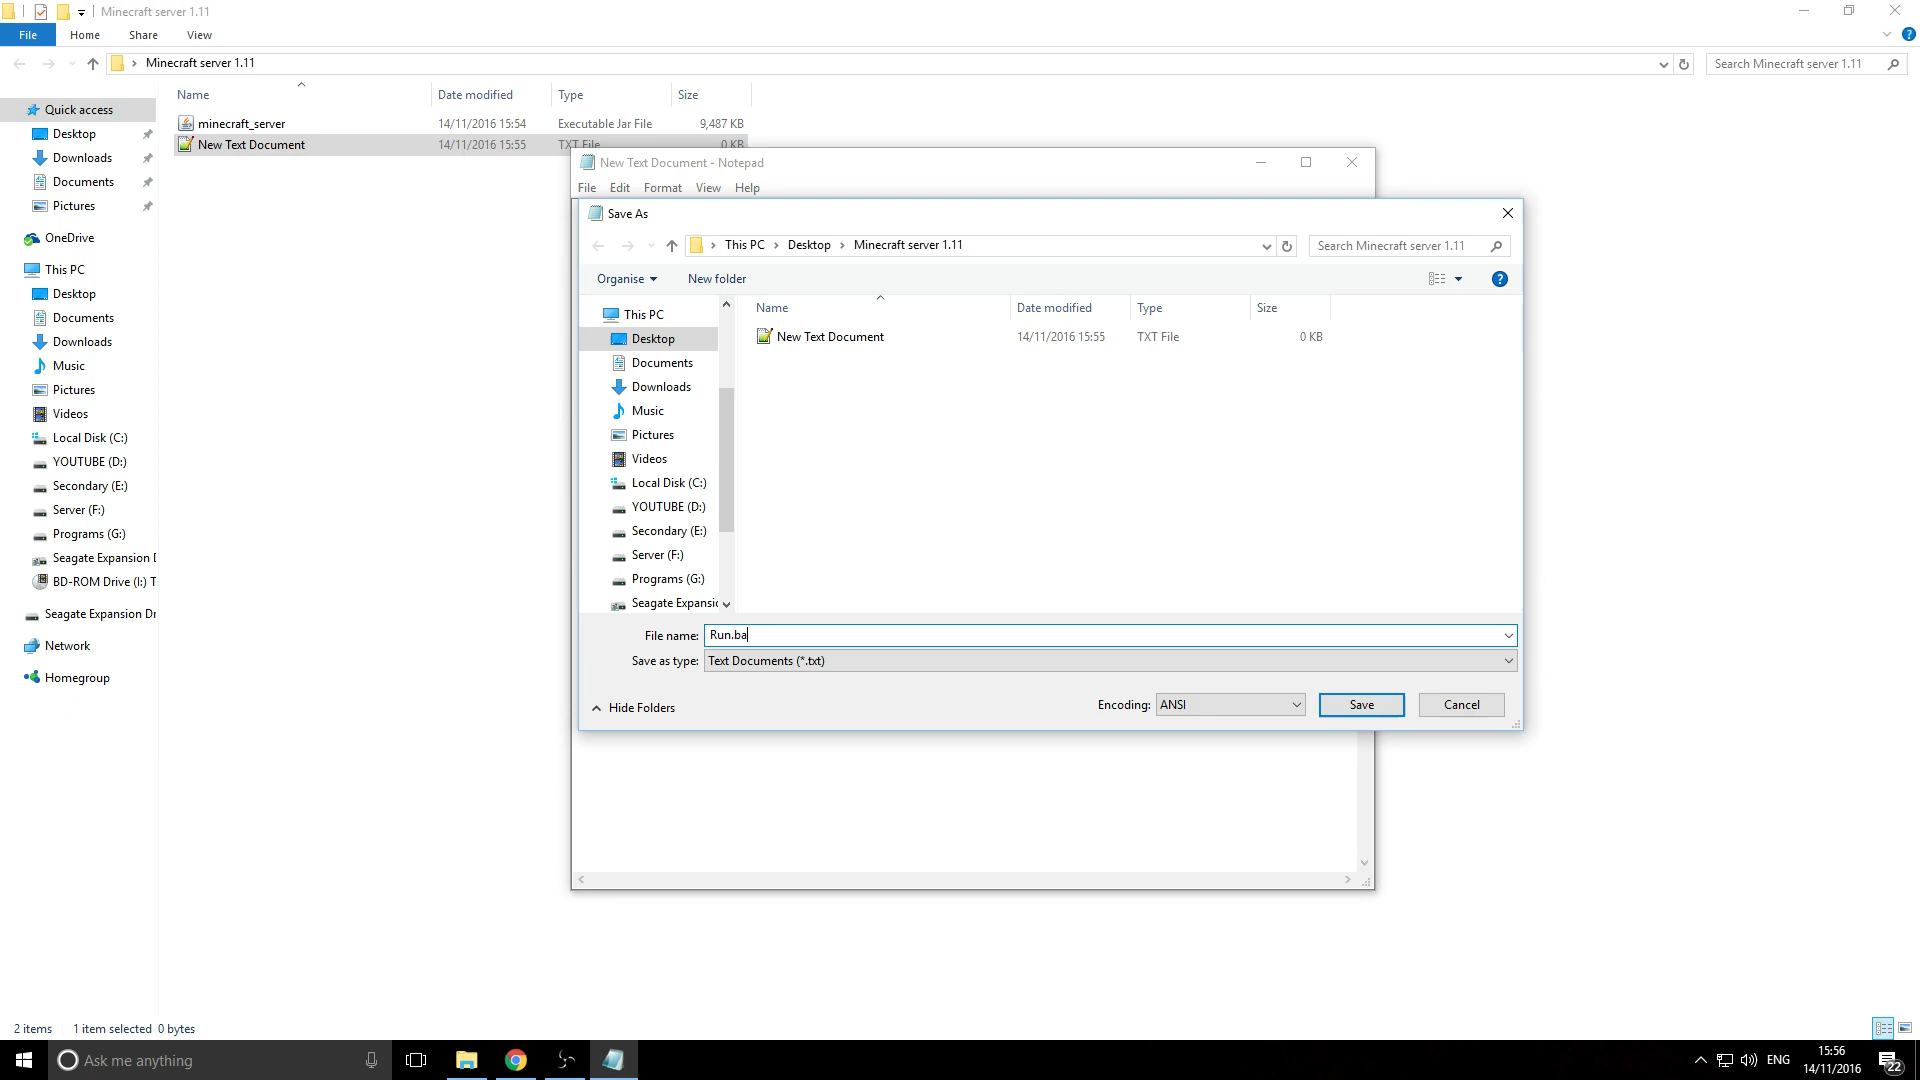 Minecraft server 1.11
File Home Share View
Minecraft server 1.11
Search Minecraft server 1.11
Name Date modified Type Size
minecraft_server 14/11/2016 15:54 Executable Jar File 9,487 KB
New Text Document 14/11/2016 15:55 TXT File 0 KB
Quick access
Desktop
Downloads
Documents
Pictures
OneDrive
This PC
Desktop
Documents
Downloads
Music
Pictures
Videos
Local Disk (C:)
YOUTUBE (D:)
Secondary (E:)
Server (F:)
Programs (G:)
Seagate Expansion D
BD-ROM Drive (I:) T
Seagate Expansion Dr
Network
Homegroup
New Text Document - Notepad
File Edit Format View Help
Save As
This PC Desktop Minecraft server 1.11
Search Minecraft server 1.11
Organise New folder
Name Date modified Type Size
New Text Document 14/11/2016 15:55 TXT File 0 KB
This PC
Desktop
Documents
Downloads
Music
Pictures
Videos
Local Disk (C:)
YOUTUBE (D:)
Secondary (E:)
Server (F:)
Programs (G:)
Seagate Expansio
File name: Run.ba
Save as type: Text Documents (*.txt)
Hide Folders
Encoding: ANSI Save Cancel
2 items 1 item selected 0 bytes
Ask me anything
ENG
15:56
14/11/2016
22